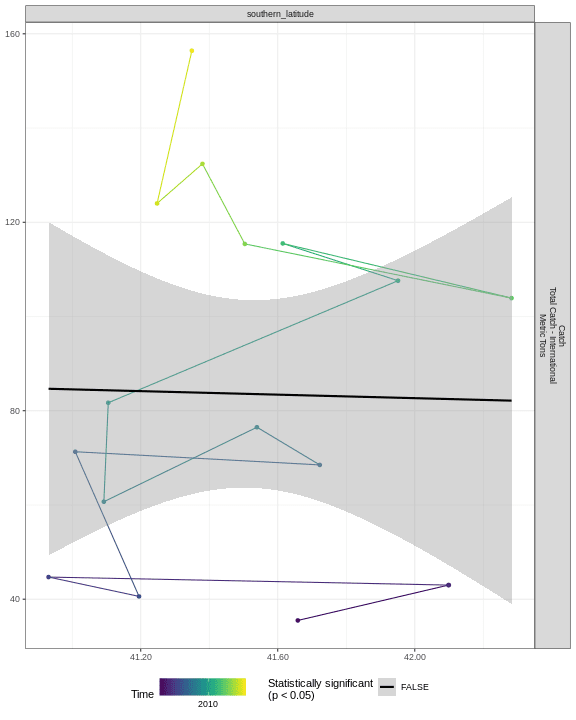 southern_latitude
160
120
80
40
Catch
Total Catch - International
Metric Tons
41.20
41.60
42.00
Time
2010
Statistically significant
(p < 0.05)
FALSE